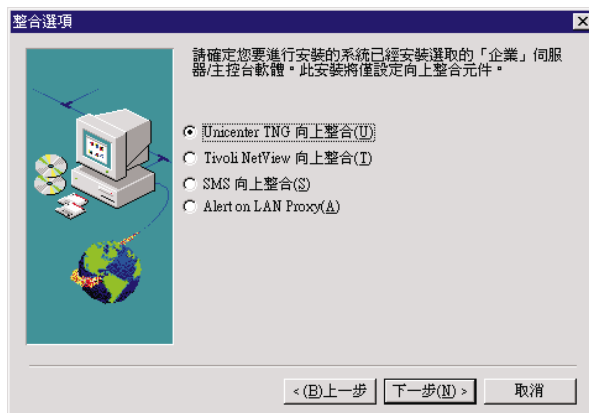 整合選項
請確定您要進行安裝的系統已經安裝選取的「企業」伺服
器/主控台軟體。此安裝將僅設定向上整合元件。
Unicenter TNG 向上整合(U)
Tivoli NetView 向上整合(T)
SMS 向上整合(S)
Alert on LAN Proxy(A)
<(B)上一步
下一步(N) >
取消